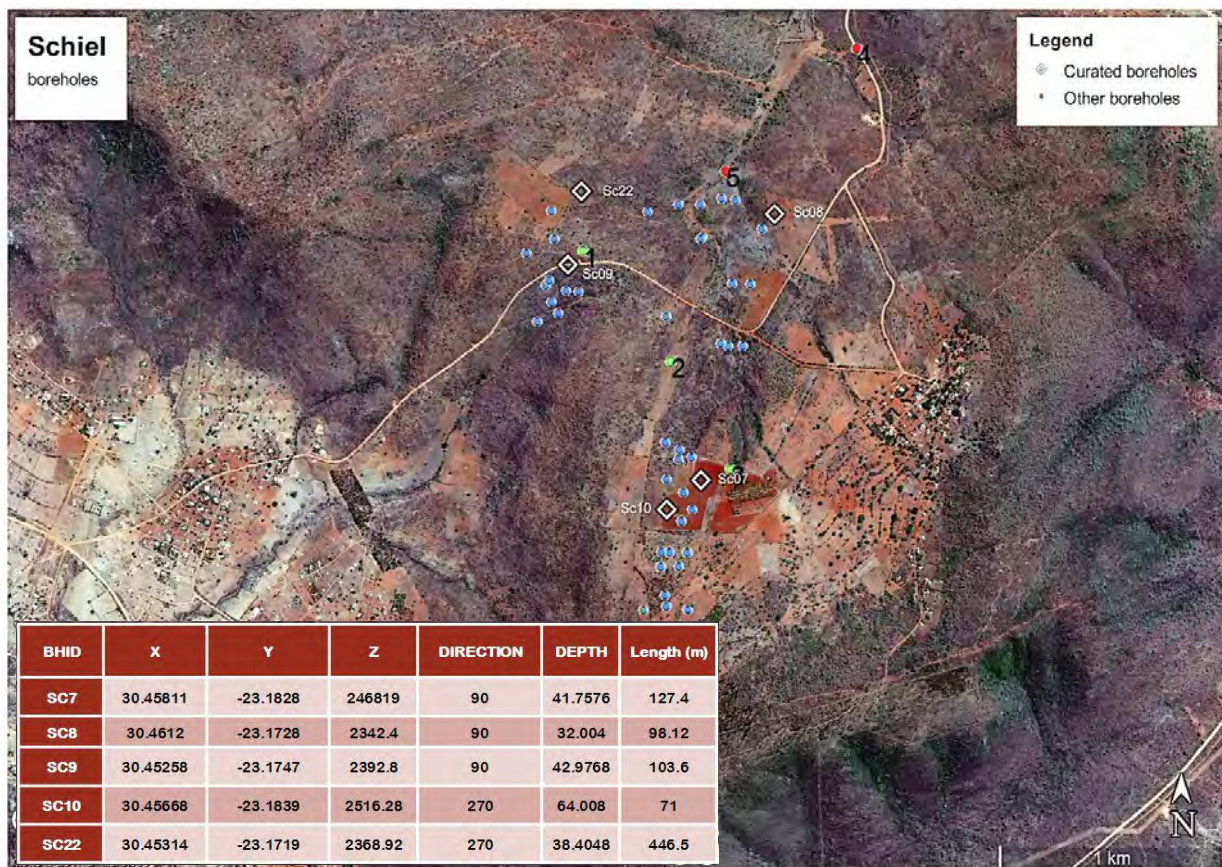 Schiel
boreholes
Legend
Curated boreholes
Other boreholes
4
5
Sc22
Sc08
1
Sc09
2
Sc07
Sc10
BHID X Y Z DIRECTION DEPTH Length (m)
SC7 30.45811 -23.1828 246819 90 41.7576 127.4
SC8 30.4612 -23.1728 2342.4 90 32.004 98.12
SC9 30.45258 -23.1747 2392.8 90 42.9768 103.6
SC10 30.45668 -23.1839 2516.28 270 64.008 71
SC22 30.45314 -23.1719 2368.92 270 38.4048 446.5
N
1 km